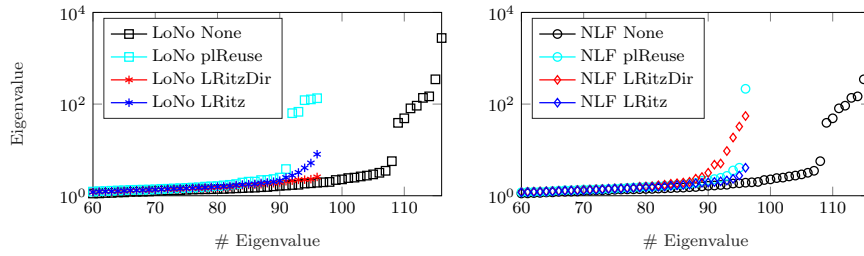 10^4
10^2
10^0
Eigenvalue
LoNo None
LoNo plReuse
LoNo LRitzDir
LoNo LRitz
60 70 80 90 100 110
# Eigenvalue
10^4
10^2
10^0
NLF None
NLF plReuse
NLF LRitzDir
NLF LRitz
60 70 80 90 100 110
# Eigenvalue